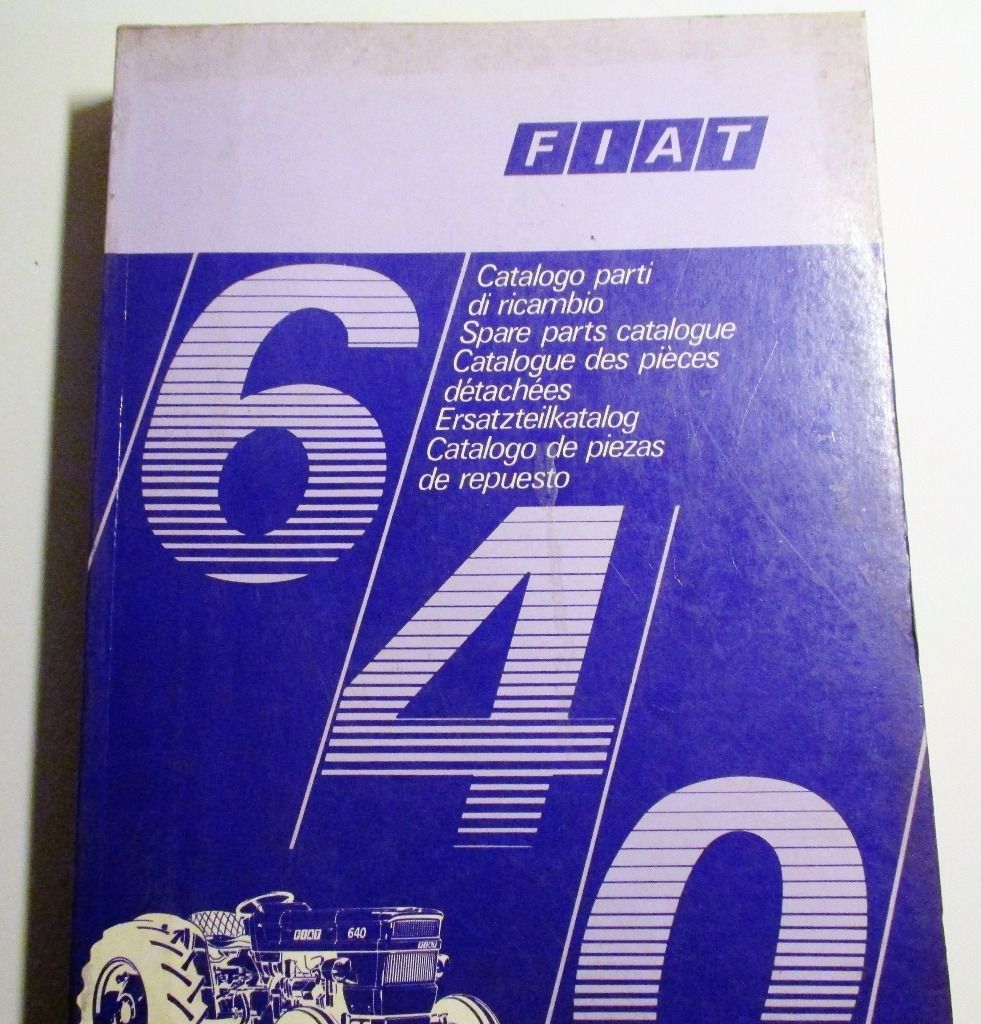 FIAT
Catalogo parti
di ricambio
Spare parts catalogue
Catalogue des pièces
détachées
Ersatzteilkatalog
Catalogo de piezas
de repuesto
640
FIAT 640
FIAT